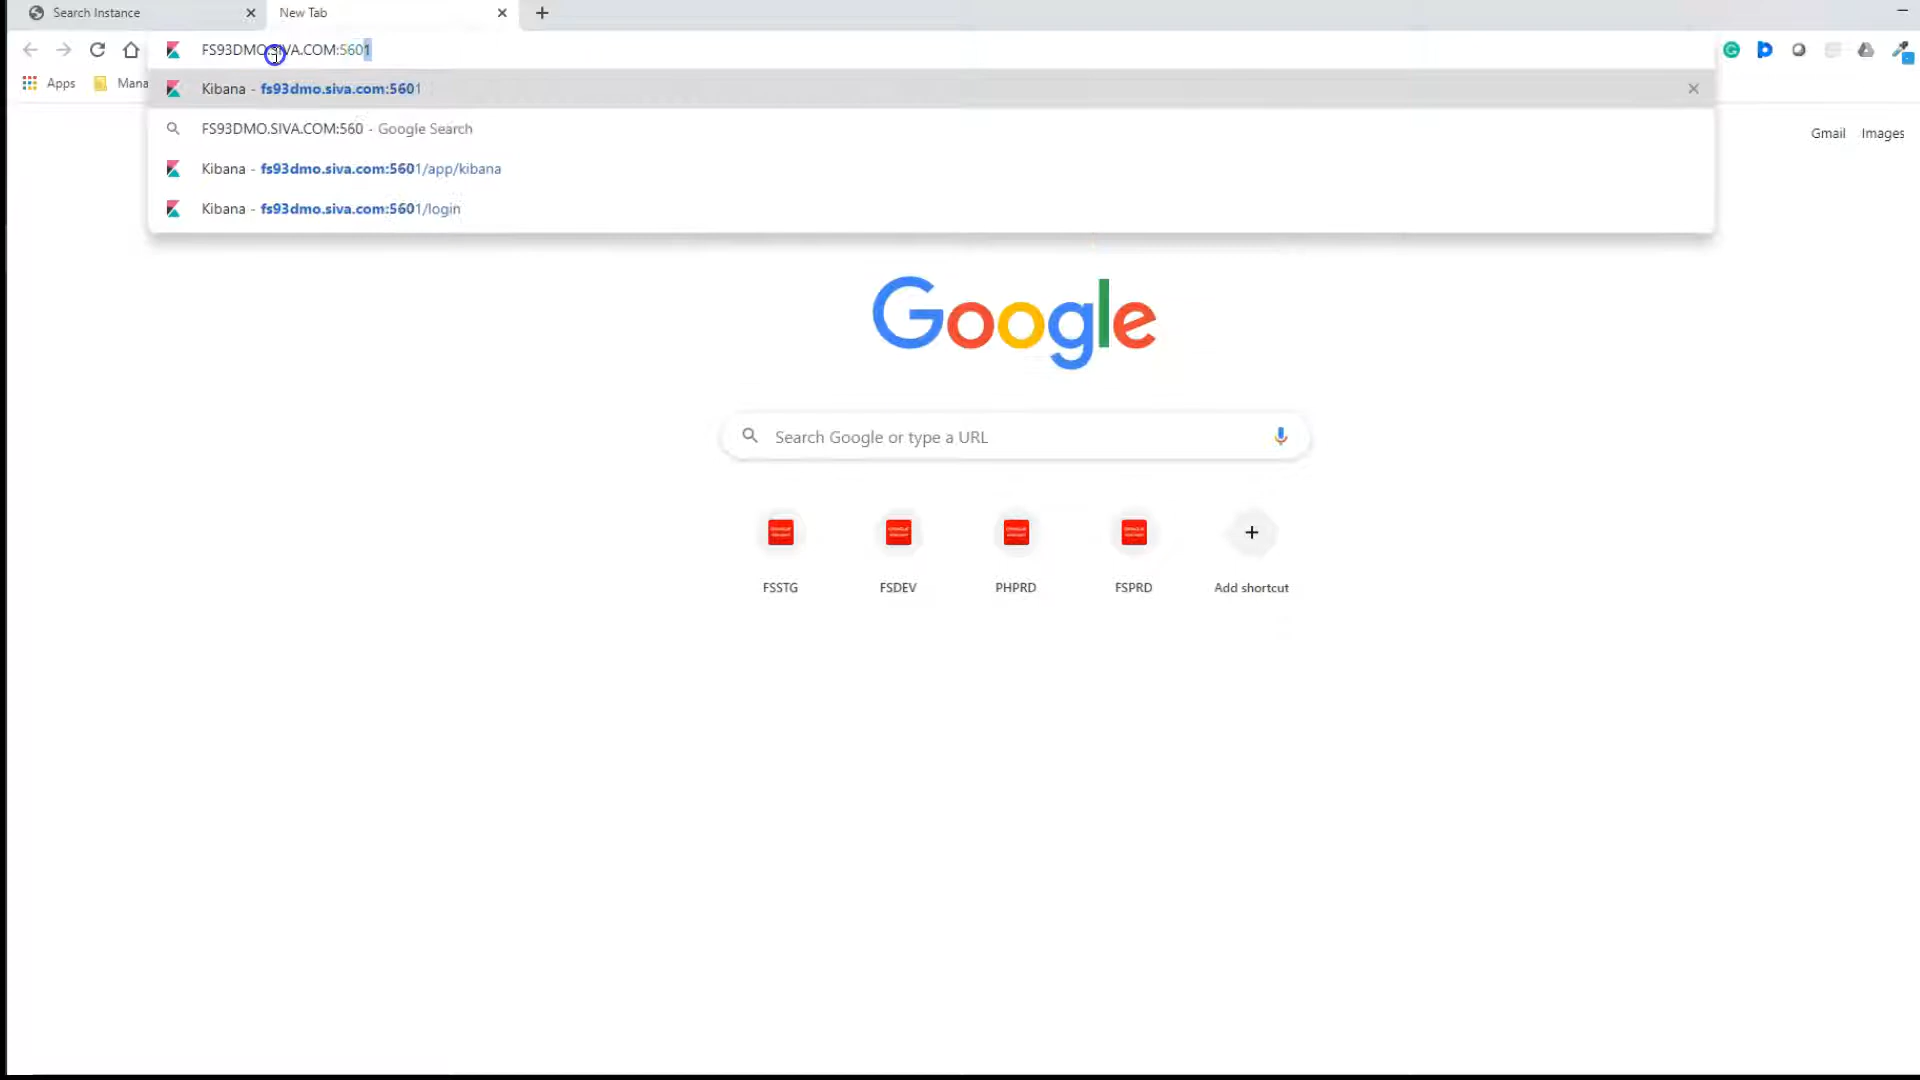 Search Instance
New Tab
FS93DMO.SIVA.COM:5601
Apps
Mana
Kibana - fs93dmo.siva.com:5601
FS93DMO.SIVA.COM:560 - Google Search
Kibana - fs93dmo.siva.com:5601/app/kibana
Kibana - fs93dmo.siva.com:5601/login
Gmail Images
Google
Search Google or type a URL
FSSTG FSDEV PHPRD FSPRD Add shortcut